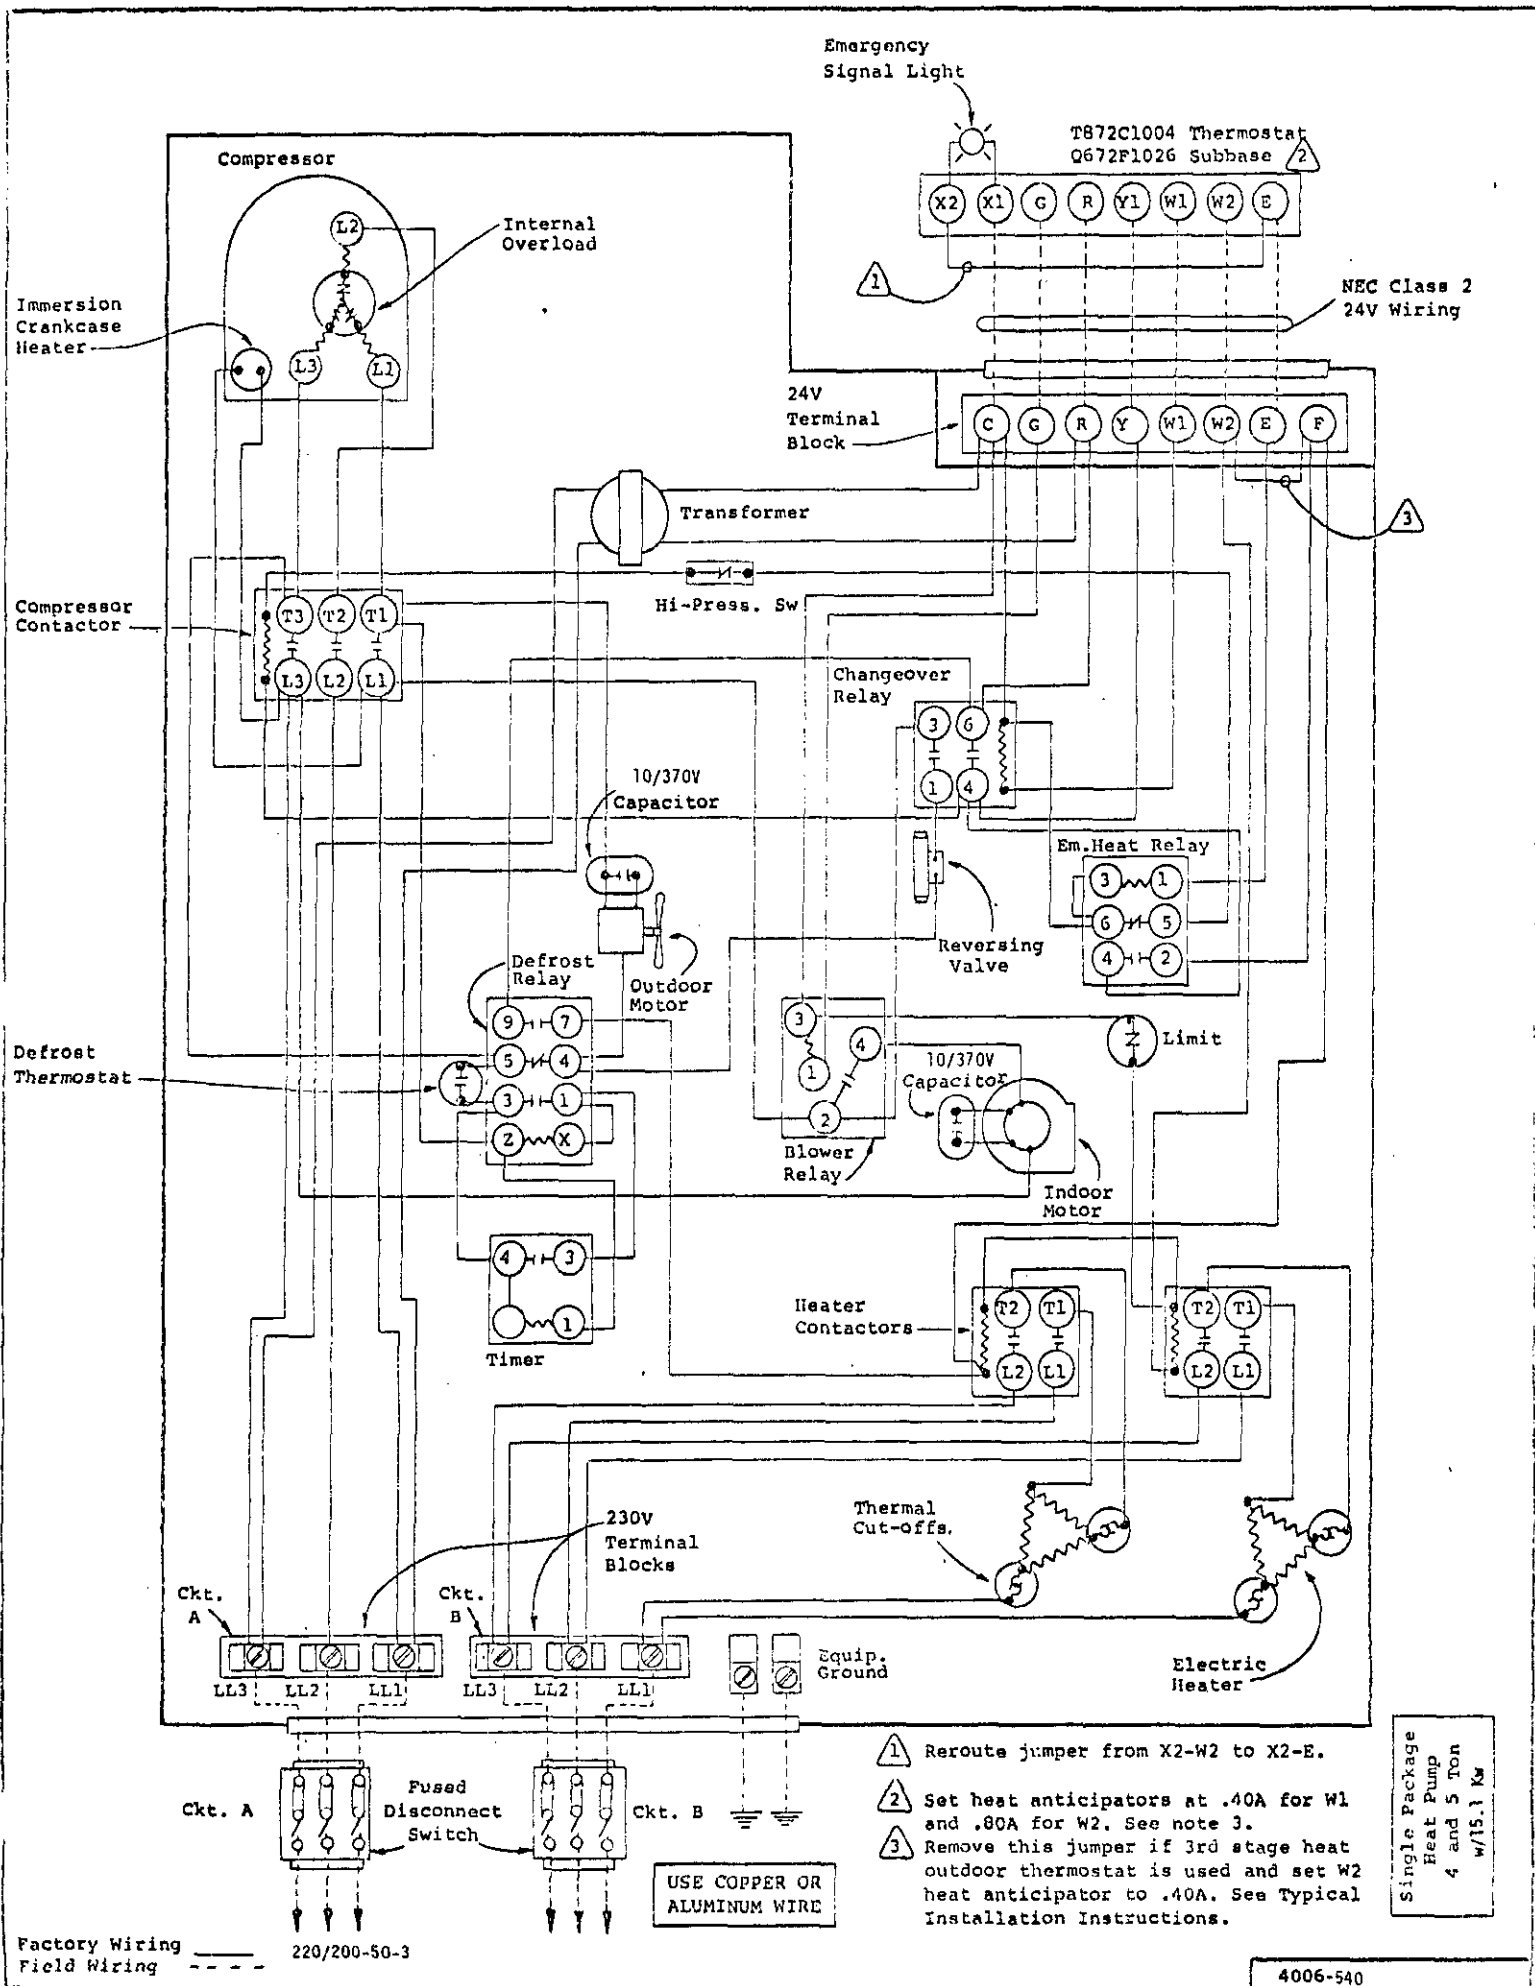 Emergency
Signal Light
T872C1004 Thermostat
Q672F1026 Subbase 2
X2 X1 G R Y1 W1 W2 E
1
NEC Class 2
24V Wiring
Compressor
L2
Internal
Overload
Immersion
Crankcase
Heater
L3 L1
24V
Terminal
Block
C G R Y W1 W2 E F
3
Transformer
Hi-Press. Sw
Compressor
Contactor
T3 T2 T1
L3 L2 L1
Changeover
Relay
3 6
1 4
10/370V
Capacitor
Em.Heat Relay
3 1
6 5
4 2
Reversing
Valve
Outdoor
Motor
Defrost
Relay
9 7
5 4
3 1
Z X
Defrost
Thermostat
3
4
1
2
Blower
Relay
10/370V
Capacitor
Limit
Indoor
Motor
4 3
1
Timer
Heater
Contactors
T2 T1
L2 L1
T2 T1
L2 L1
Thermal
Cut-offs.
230V
Terminal
Blocks
Ckt.
A
Ckt.
B
LL3 LL2 LL1
LL3 LL2 LL1
Equip.
Ground
Electric
Heater
Ckt. A
Fused
Disconnect
Switch
Ckt. B
USE COPPER OR
ALUMINUM WIRE
1 Reroute jumper from X2-W2 to X2-E.
2 Set heat anticipators at .40A for W1
and .80A for W2. See note 3.
3 Remove this jumper if 3rd stage heat
outdoor thermostat is used and set W2
heat anticipator to .40A. See Typical
Installation Instructions.
Single Package
Heat Pump
4 and 5 Ton
w/15.1 Kw
Factory Wiring
Field Wiring
220/200-50-3
4006-540